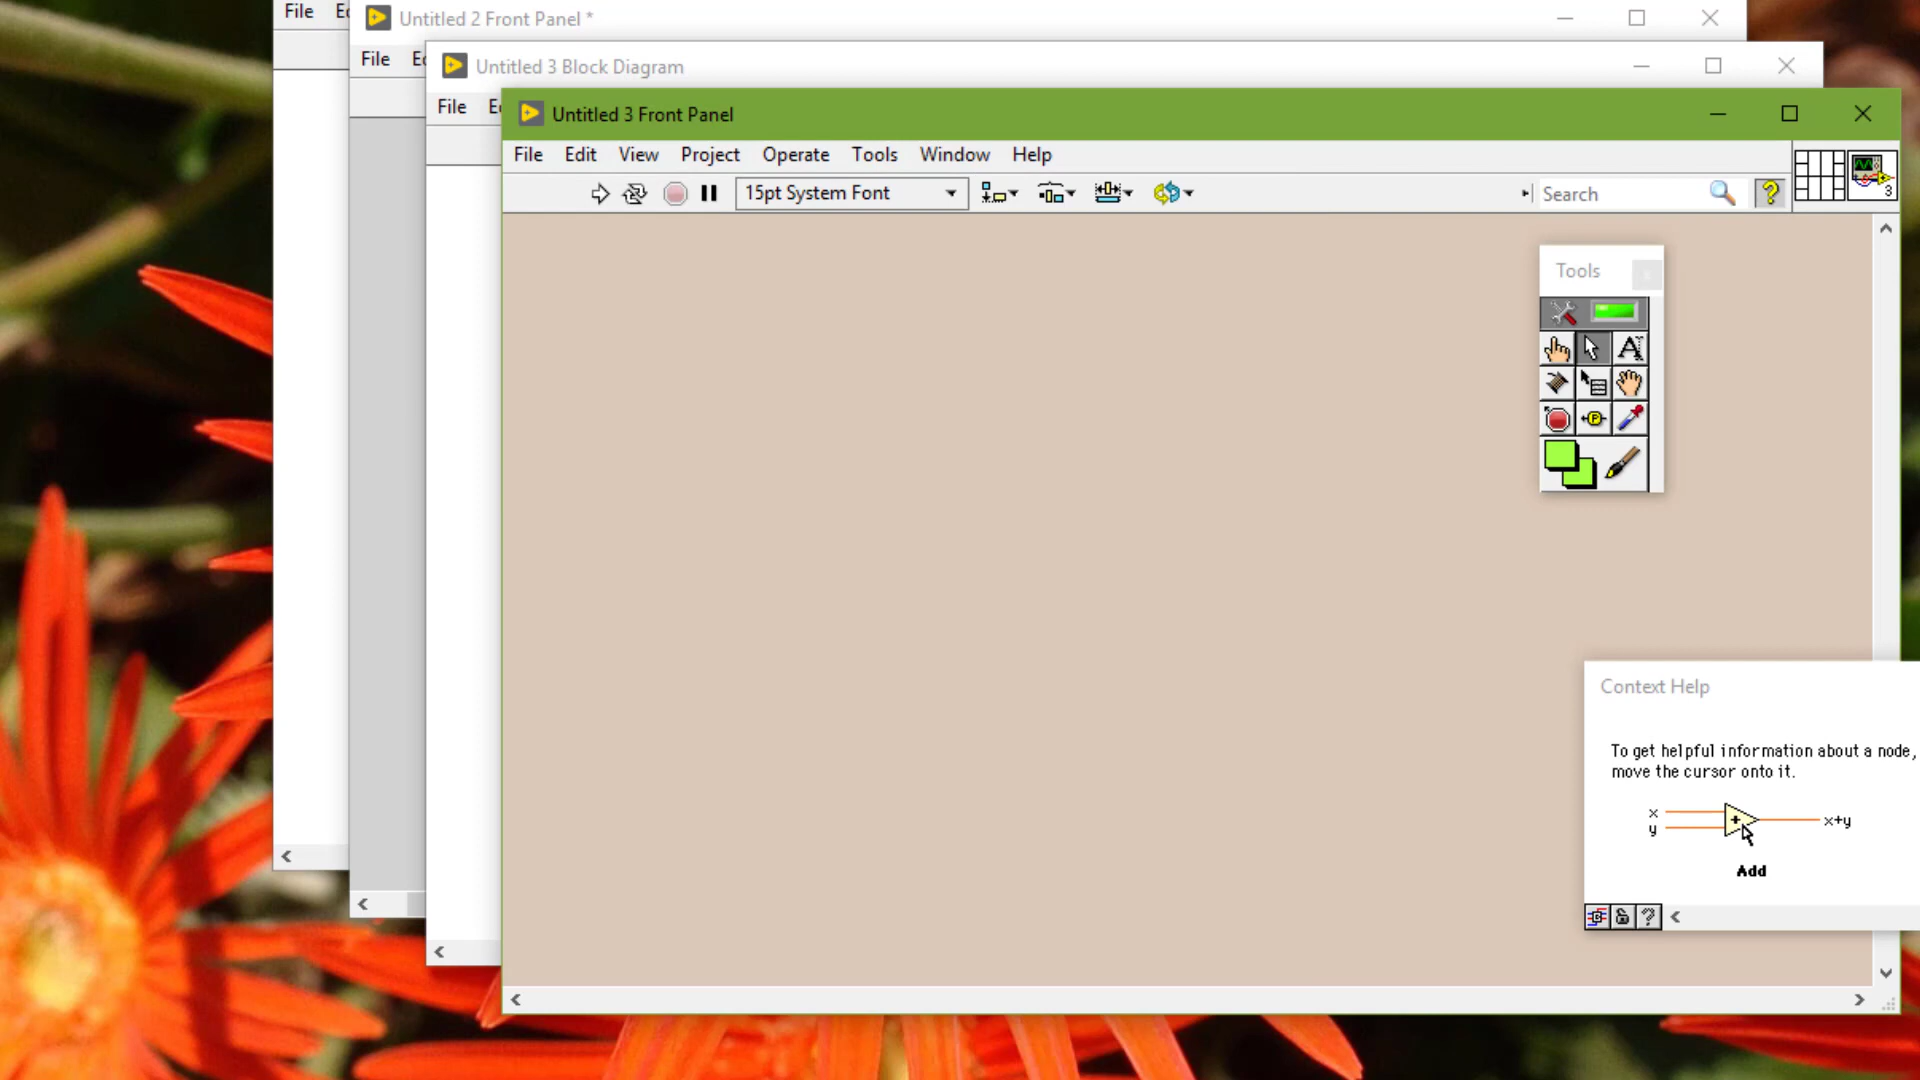 File
Untitled 2 Front Panel *
File
Untitled 3 Block Diagram
File
Untitled 3 Front Panel
File Edit View Project Operate Tools Window Help
15pt System Font
Search
?
3
Tools
A
P
Context Help
To get helpful information about a node,
move the cursor onto it.
x
y
+
x+y
Add
?